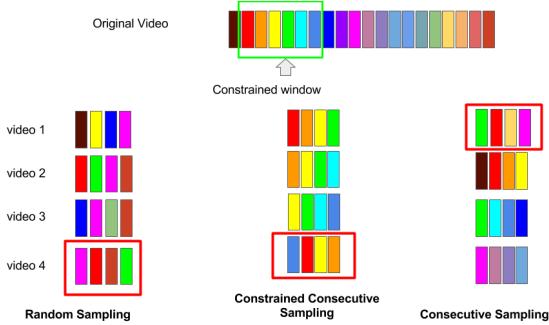 Original Video
Constrained window
video 1
video 2
video 3
video 4
Random Sampling
Constrained Consecutive
Sampling
Consecutive Sampling